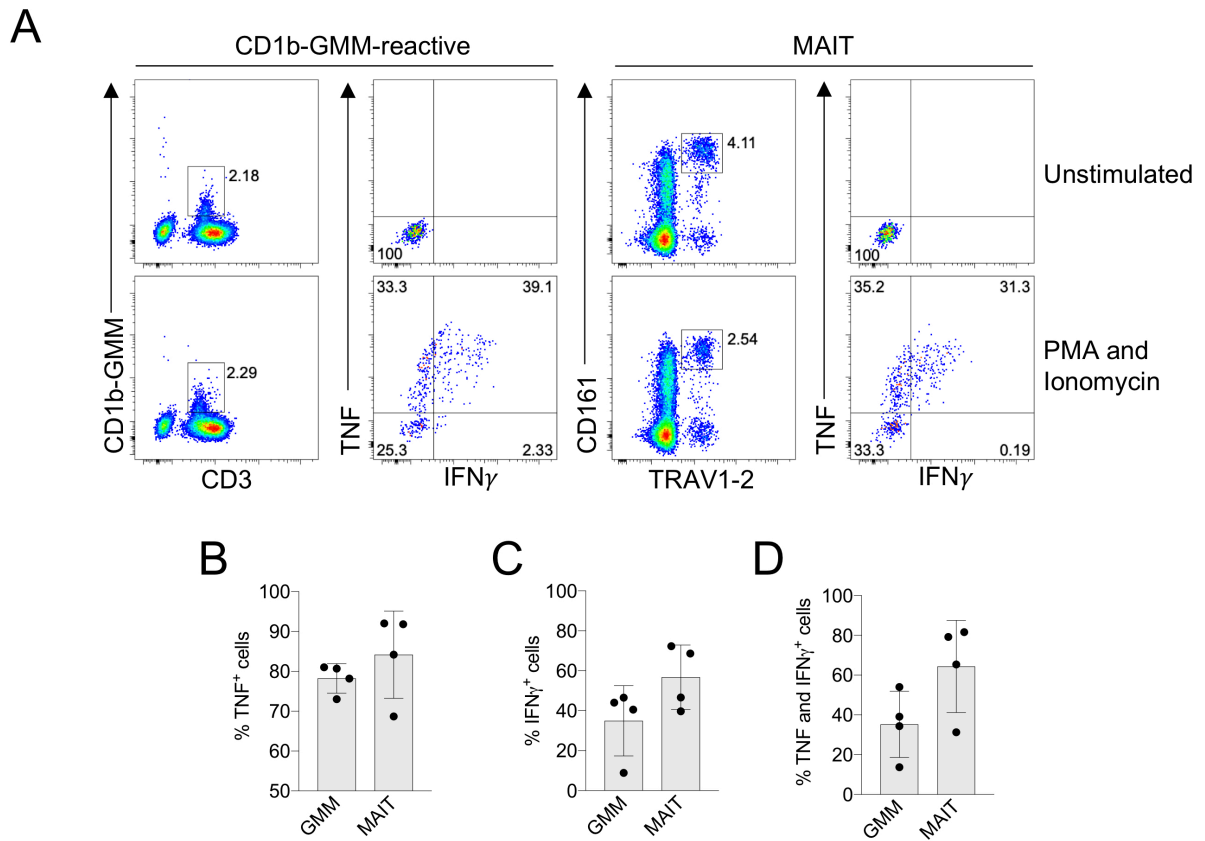 A
CD1b-GMM-reactive
MAIT
2.18
100
4.11
100
Unstimulated
2.29
33.3
39.1
25.3
2.33
2.54
35.2
31.3
33.3
0.19
PMA and
Ionomycin
CD1b-GMM
TNF
CD161
TNF
CD3
IFNγ
TRAV1-2
IFNγ
B
% TNF⁺ cells
100
90
80
70
60
50
GMM
MAIT
C
% IFNγ⁺ cells
100
80
60
40
20
0
GMM
MAIT
D
% TNF and IFNγ⁺ cells
100
80
60
40
20
0
GMM
MAIT